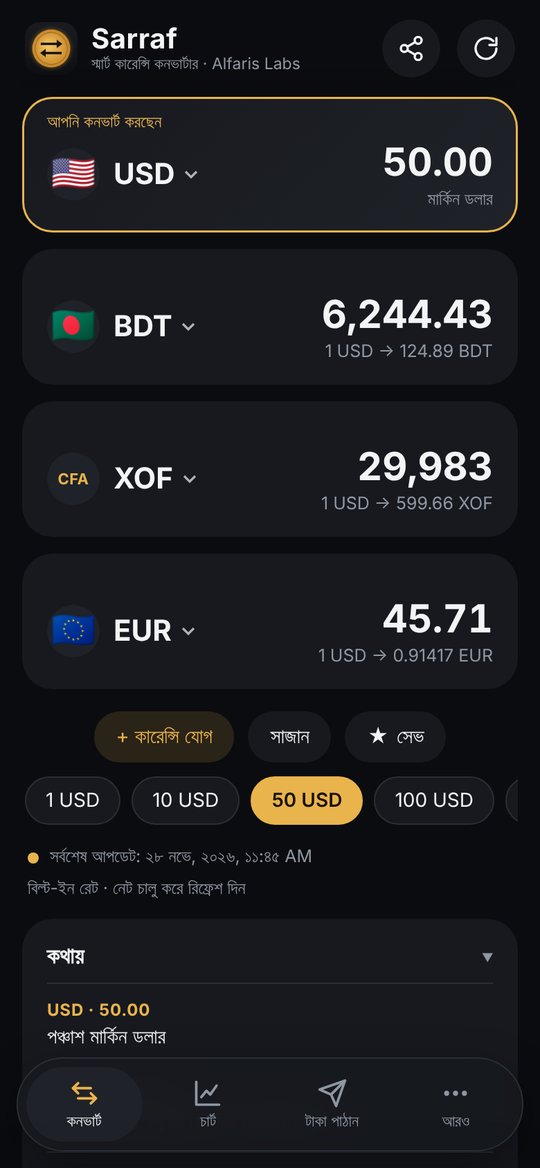 Sarraf
স্মার্ট কারেন্সি কনভার্টার · Alfaris Labs
আপনি কনভার্ট করছেন
USD
50.00
মার্কিন ডলার
BDT
6,244.43
1 USD → 124.89 BDT
CFA
XOF
29,983
1 USD → 599.66 XOF
EUR
45.71
1 USD → 0.91417 EUR
+ কারেন্সি যোগ
সাজান
★ সেভ
1 USD
10 USD
50 USD
100 USD
সর্বশেষ আপডেট: ২৮ নভে, ২০২৬, ১১:৪৫ AM
বিল্ট-ইন রেট · নেট চালু করে রিফ্রেশ দিন
কথায়
USD · 50.00
পঞ্চাশ মার্কিন ডলার
কনভার্ট
চার্ট
টাকা পাঠান
আরও